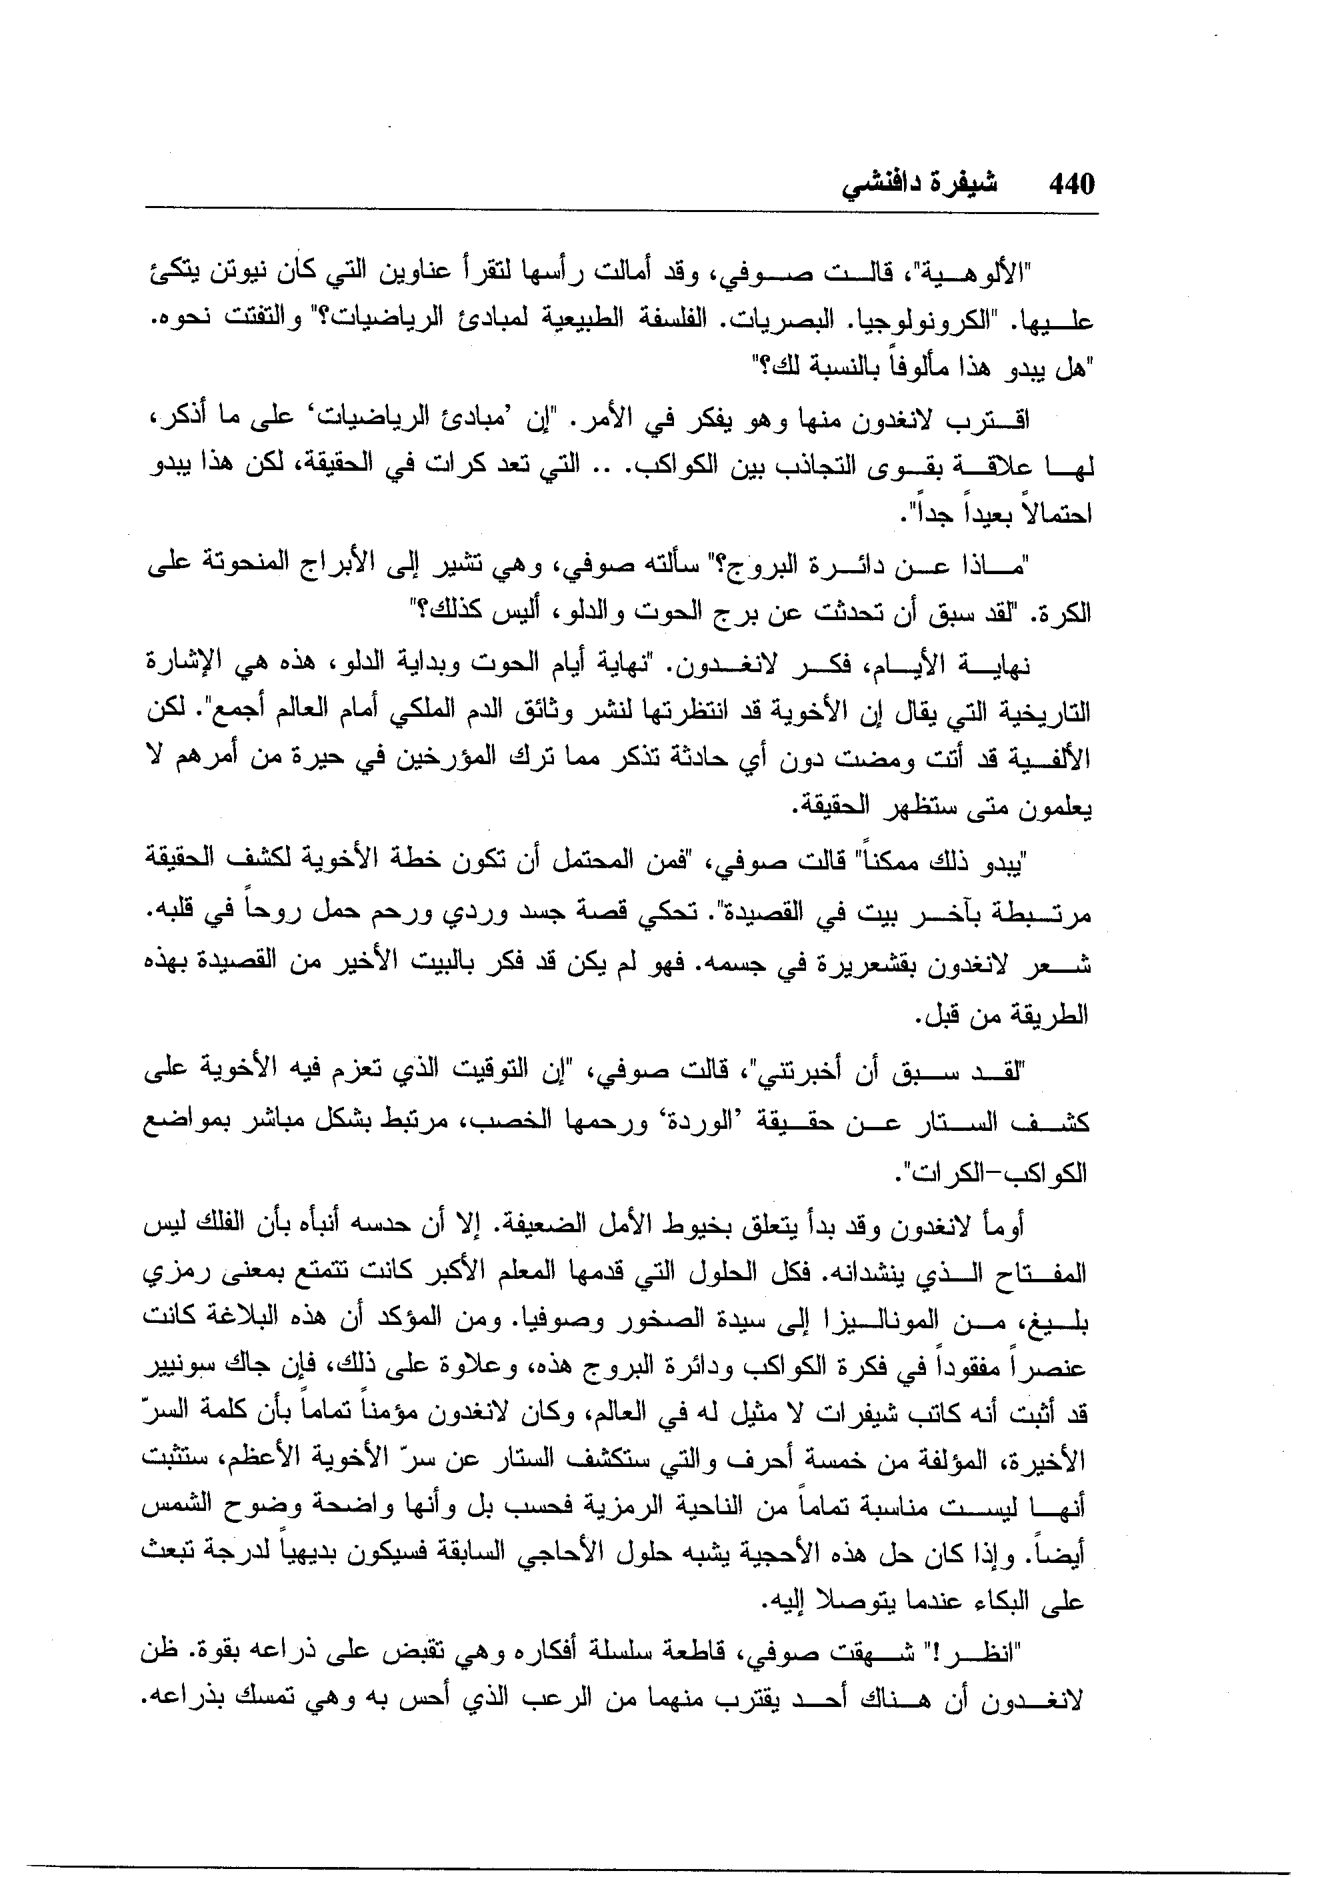 440 شيفرة دافنشي
"الألوهية"، قالت صوفي، وقد أمالت رأسها لتقرأ عناوين التي كان نيوتن يتكئ
عليها. "الكرونولوجيا. البصريات. الفلسفة الطبيعية لمبادئ الرياضيات؟" والتفتت نحوه.
"هل يبدو هذا مألوفاً بالنسبة لك؟"
اقترب لانغدون منها وهو يفكر في الأمر. "إن ’مبادئ الرياضيات‘ على ما أذكر،
لها علاقة بقوى التجاذب بين الكواكب. .. التي تعد كرات في الحقيقة، لكن هذا يبدو
احتمالاً بعيداً جداً".
"ماذا عن دائرة البروج؟" سألته صوفي، وهي تشير إلى الأبراج المنحوتة على
الكرة. "لقد سبق أن تحدثت عن برج الحوت والدلو، أليس كذلك؟"
نهاية الأيام، فكر لانغدون. "نهاية أيام الحوت وبداية الدلو، هذه هي الإشارة
التاريخية التي يقال إن الأخوية قد انتظرتها لنشر وثائق الدم الملكي أمام العالم أجمع". لكن
الألفية قد أتت ومضت دون أي حادثة تذكر مما ترك المؤرخين في حيرة من أمرهم لا
يعلمون متى ستظهر الحقيقة.
"يبدو ذلك ممكناً" قالت صوفي، "فمن المحتمل أن تكون خطة الأخوية لكشف الحقيقة
مرتبطة بآخر بيت في القصيدة". تحكي قصة جسد وردي ورحم حمل روحاً في قلبه.
شعر لانغدون بقشعريرة في جسمه. فهو لم يكن قد فكر بالبيت الأخير من القصيدة بهذه
الطريقة من قبل.
"لقد سبق أن أخبرتني"، قالت صوفي، "إن التوقيت الذي تعزم فيه الأخوية على
كشف الستار عن حقيقة ’الوردة‘ ورحمها الخصب، مرتبط بشكل مباشر بمواضع
الكواكب-الكرات".
أومأ لانغدون وقد بدأ يتعلق بخيوط الأمل الضعيفة. إلا أن حدسه أنبأه بأن الفلك ليس
المفتاح الذي ينشدانه. فكل الحلول التي قدمها المعلم الأكبر كانت تتمتع بمعنى رمزي
بليغ، من الموناليزا إلى سيدة الصخور وصوفيا. ومن المؤكد أن هذه البلاغة كانت
عنصراً مفقوداً في فكرة الكواكب ودائرة البروج هذه، وعلاوة على ذلك، فإن جاك سونيير
قد أثبت أنه كاتب شيفرات لا مثيل له في العالم، وكان لانغدون مؤمناً تماماً بأن كلمة السرّ
الأخيرة، المؤلفة من خمسة أحرف والتي ستكشف الستار عن سرّ الأخوية الأعظم، ستثبت
أنها ليست مناسبة تماماً من الناحية الرمزية فحسب بل وأنها واضحة وضوح الشمس
أيضاً. وإذا كان حل هذه الأحجية يشبه حلول الأحاجي السابقة فسيكون بديهياً لدرجة تبعث
على البكاء عندما يتوصلا إليه.
"انظر!" شهقت صوفي، قاطعة سلسلة أفكاره وهي تقبض على ذراعه بقوة. ظن
لانغدون أن هناك أحد يقترب منهما من الرعب الذي أحس به وهي تمسك بذراعه.